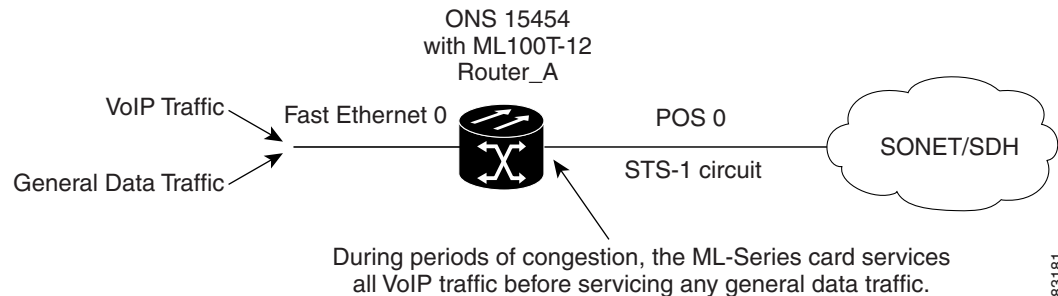 ONS 15454
with ML100T-12
Router_A
VoIP Traffic
Fast Ethernet 0
POS 0
SONET/SDH
General Data Traffic
STS-1 circuit
During periods of congestion, the ML-Series card services
all VoIP traffic before servicing any general data traffic.
83181